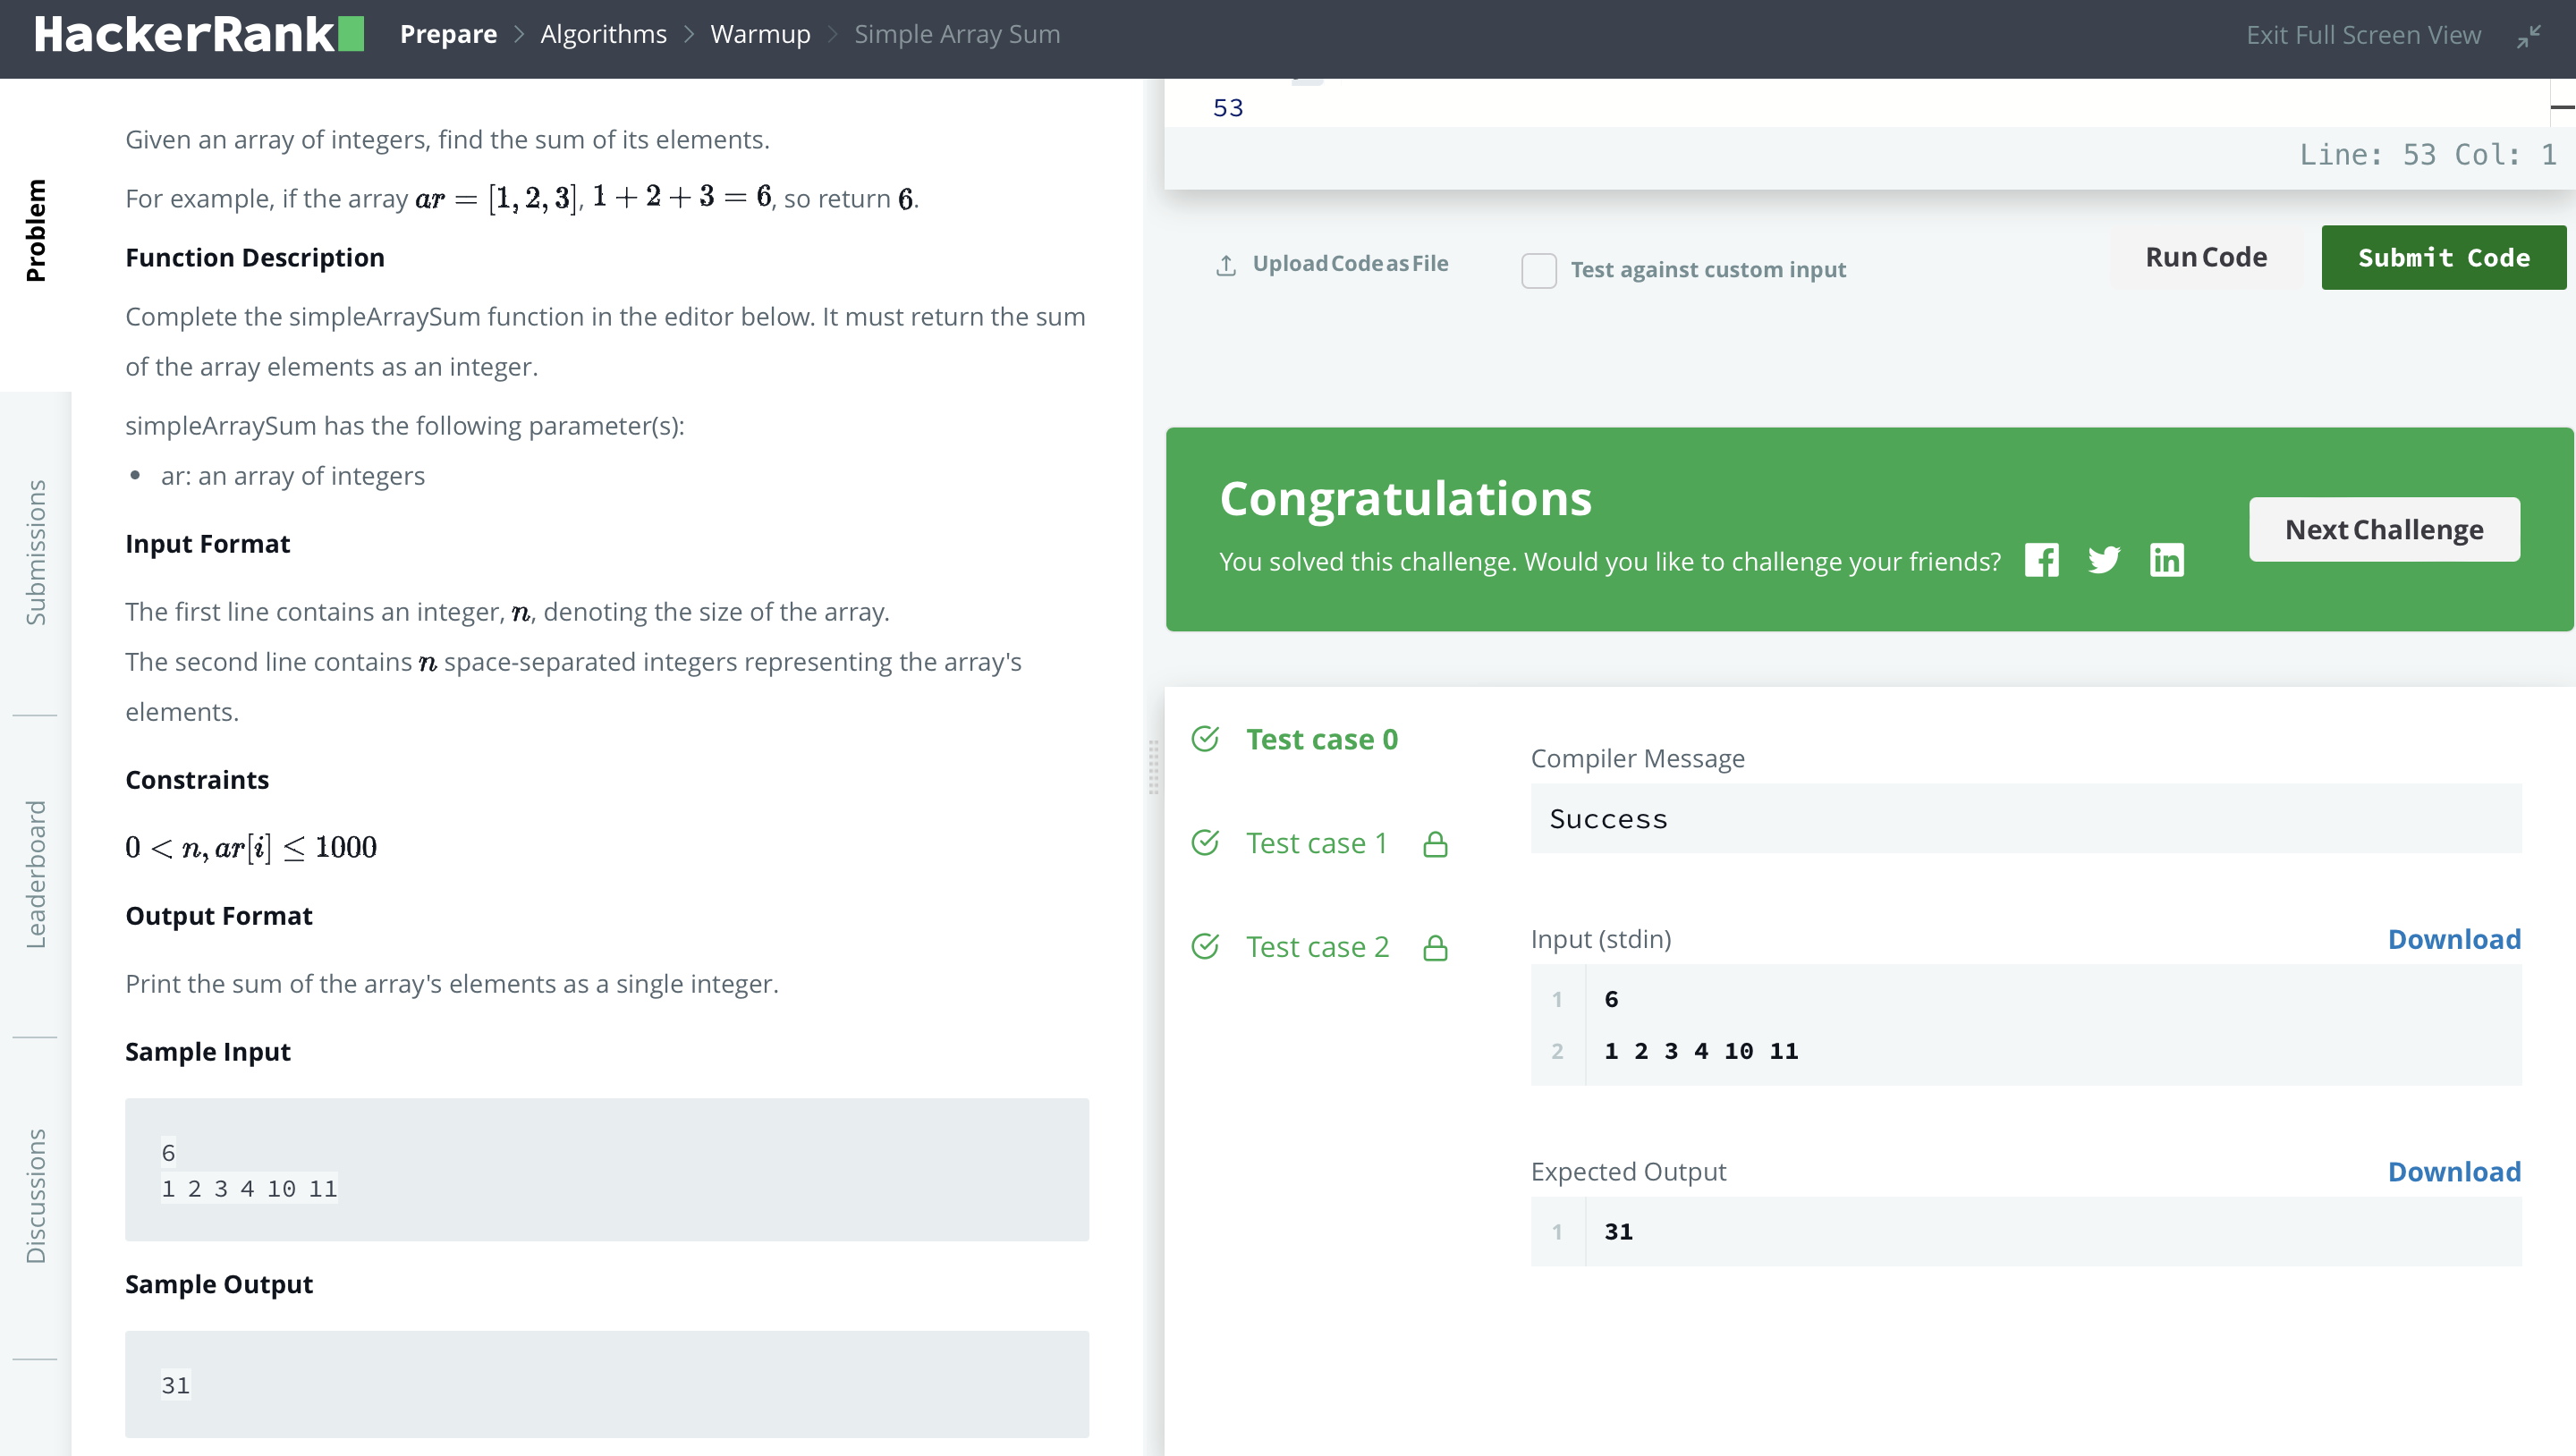 HackerRank
Prepare > Algorithms > Warmup > Simple Array Sum
Exit Full Screen View
Problem
Submissions
Leaderboard
Discussions
Given an array of integers, find the sum of its elements.
For example, if the array ar = [1, 2, 3], 1 + 2 + 3 = 6, so return 6.
Function Description
Complete the simpleArraySum function in the editor below. It must return the sum
of the array elements as an integer.
simpleArraySum has the following parameter(s):
• ar: an array of integers
Input Format
The first line contains an integer, n, denoting the size of the array.
The second line contains n space-separated integers representing the array's
elements.
Constraints
0 < n, ar[i] ≤ 1000
Output Format
Print the sum of the array's elements as a single integer.
Sample Input
6
1 2 3 4 10 11
Sample Output
31
53
Line: 53 Col: 1
Upload Code as File
Test against custom input
Run Code
Submit Code
Congratulations
You solved this challenge. Would you like to challenge your friends?
Next Challenge
Test case 0
Test case 1
Test case 2
Compiler Message
Success
Input (stdin)
Download
1 6
2 1 2 3 4 10 11
Expected Output
Download
1 31